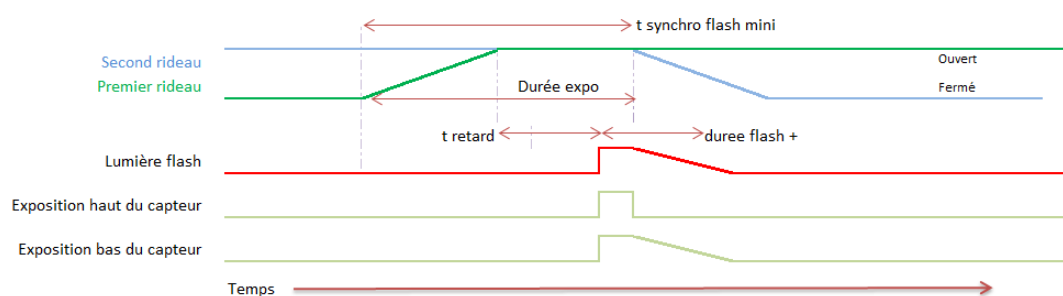 t synchro flash mini
Second rideau
Ouvert
Premier rideau
Durée expo
Fermé
t retard
duree flash +
Lumière flash
Exposition haut du capteur
Exposition bas du capteur
Temps